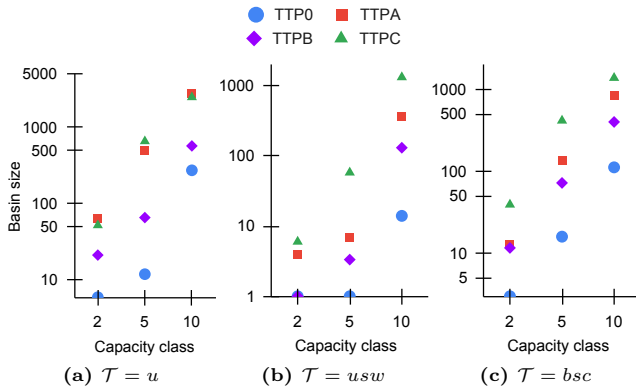 TTP0 TTPA
TTPB TTPC
Basin size
5000
1000
500
100
50
10
2 5 10
Capacity class
(a) 𝒯 = u
1000
100
10
1
2 5 10
Capacity class
(b) 𝒯 = usw
1000
500
100
50
10
5
2 5 10
Capacity class
(c) 𝒯 = bsc